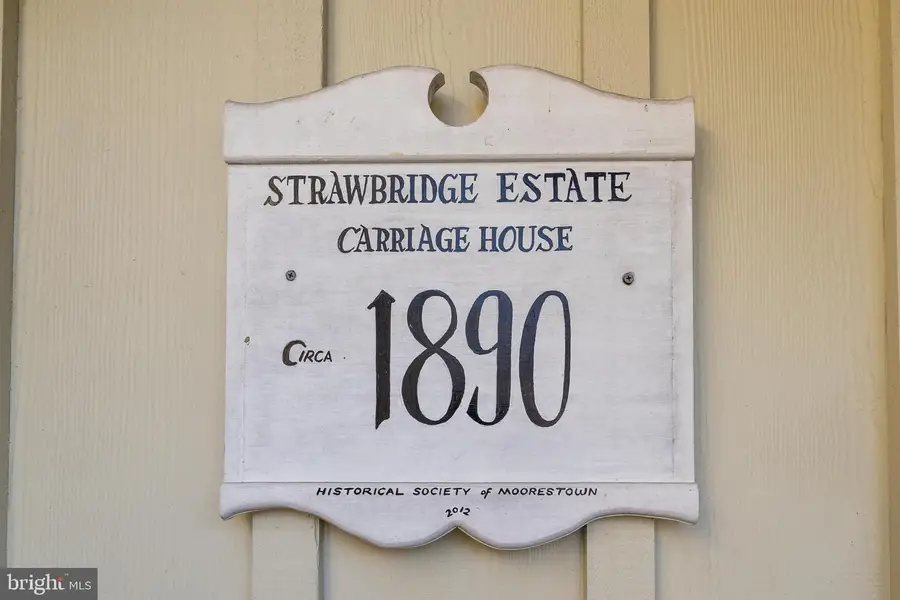 STRAWBRIDGE ESTATE
CARRIAGE HOUSE
CIRCA 1890
HISTORICAL SOCIETY of MOORESTOWN
2012
bright MLS